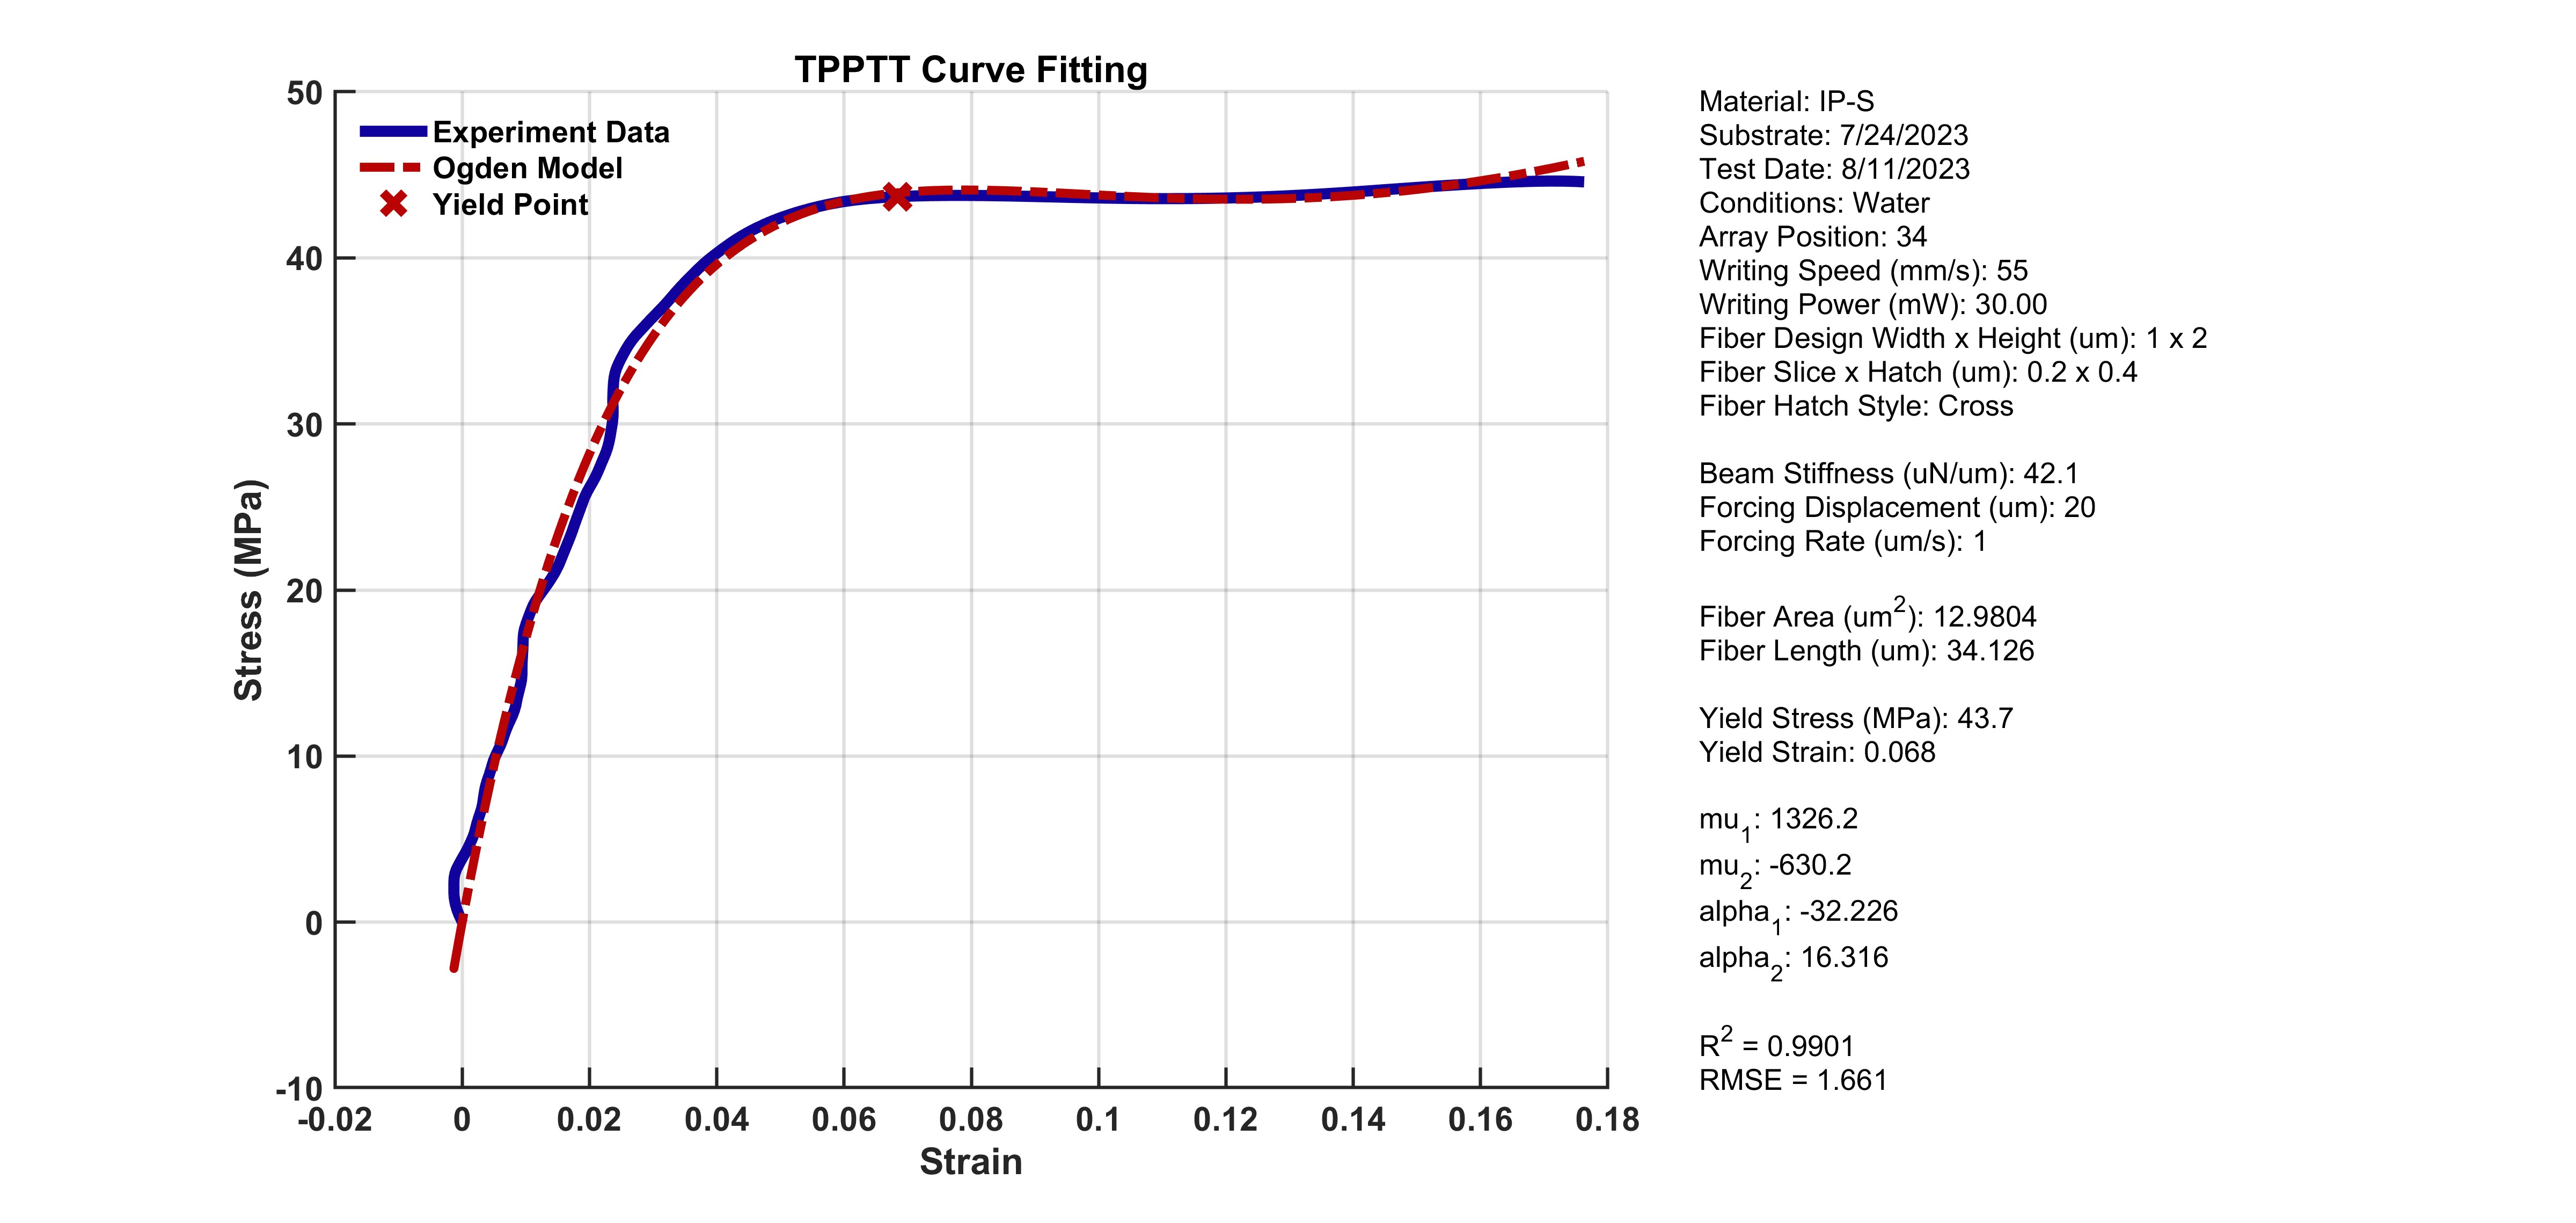 TPPTT Curve Fitting
50
40
30
20
10
0
-10
Stress (MPa)
Experiment Data
Ogden Model
Yield Point
-0.02 0 0.02 0.04 0.06 0.08 0.1 0.12 0.14 0.16 0.18
Strain
Material: IP-S
Substrate: 7/24/2023
Test Date: 8/11/2023
Conditions: Water
Array Position: 34
Writing Speed (mm/s): 55
Writing Power (mW): 30.00
Fiber Design Width x Height (um): 1 x 2
Fiber Slice x Hatch (um): 0.2 x 0.4
Fiber Hatch Style: Cross
Beam Stiffness (uN/um): 42.1
Forcing Displacement (um): 20
Forcing Rate (um/s): 1
Fiber Area (um²): 12.9804
Fiber Length (um): 34.126
Yield Stress (MPa): 43.7
Yield Strain: 0.068
mu₁: 1326.2
mu₂: -630.2
alpha₁: -32.226
alpha₂: 16.316
R² = 0.9901
RMSE = 1.661